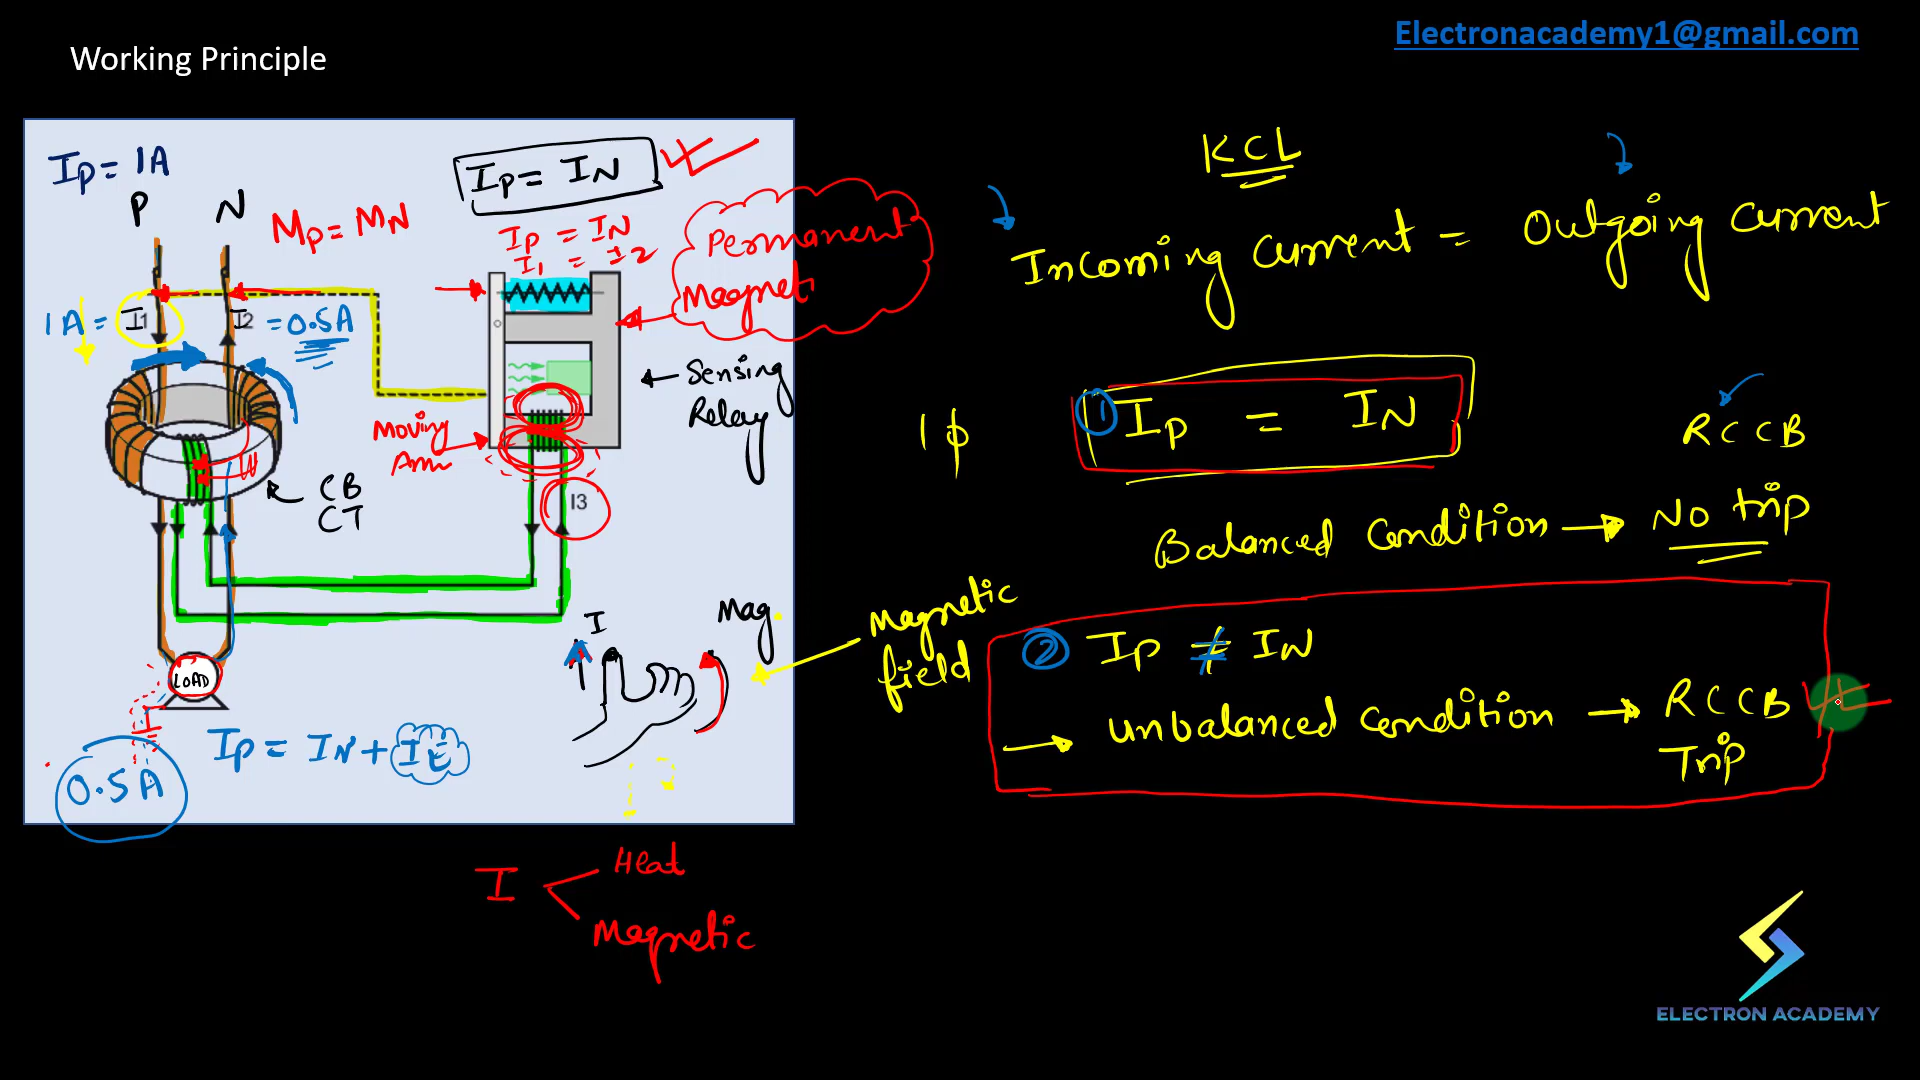 Electronacademy1@gmail.com
Working Principle
IP = 1A
P N
MP = MN
IP = IN
IP = IN
I1 = I2
Permanent
Magnet
1A = I1
I2 = 0.5A
Sensing
Relay
Moving
Arm
CB
CT
I3
LOAD
I
Mag.
Magnetic
field
IP = IN + IE
0.5A
I
Heat
Magnetic
KCL
Incoming Current = Outgoing Current
1ϕ
① IP = IN
RCCB
Balanced Condition → No trip
② IP ≠ IN
Unbalanced Condition → RCCB
Trip
ELECTRON ACADEMY